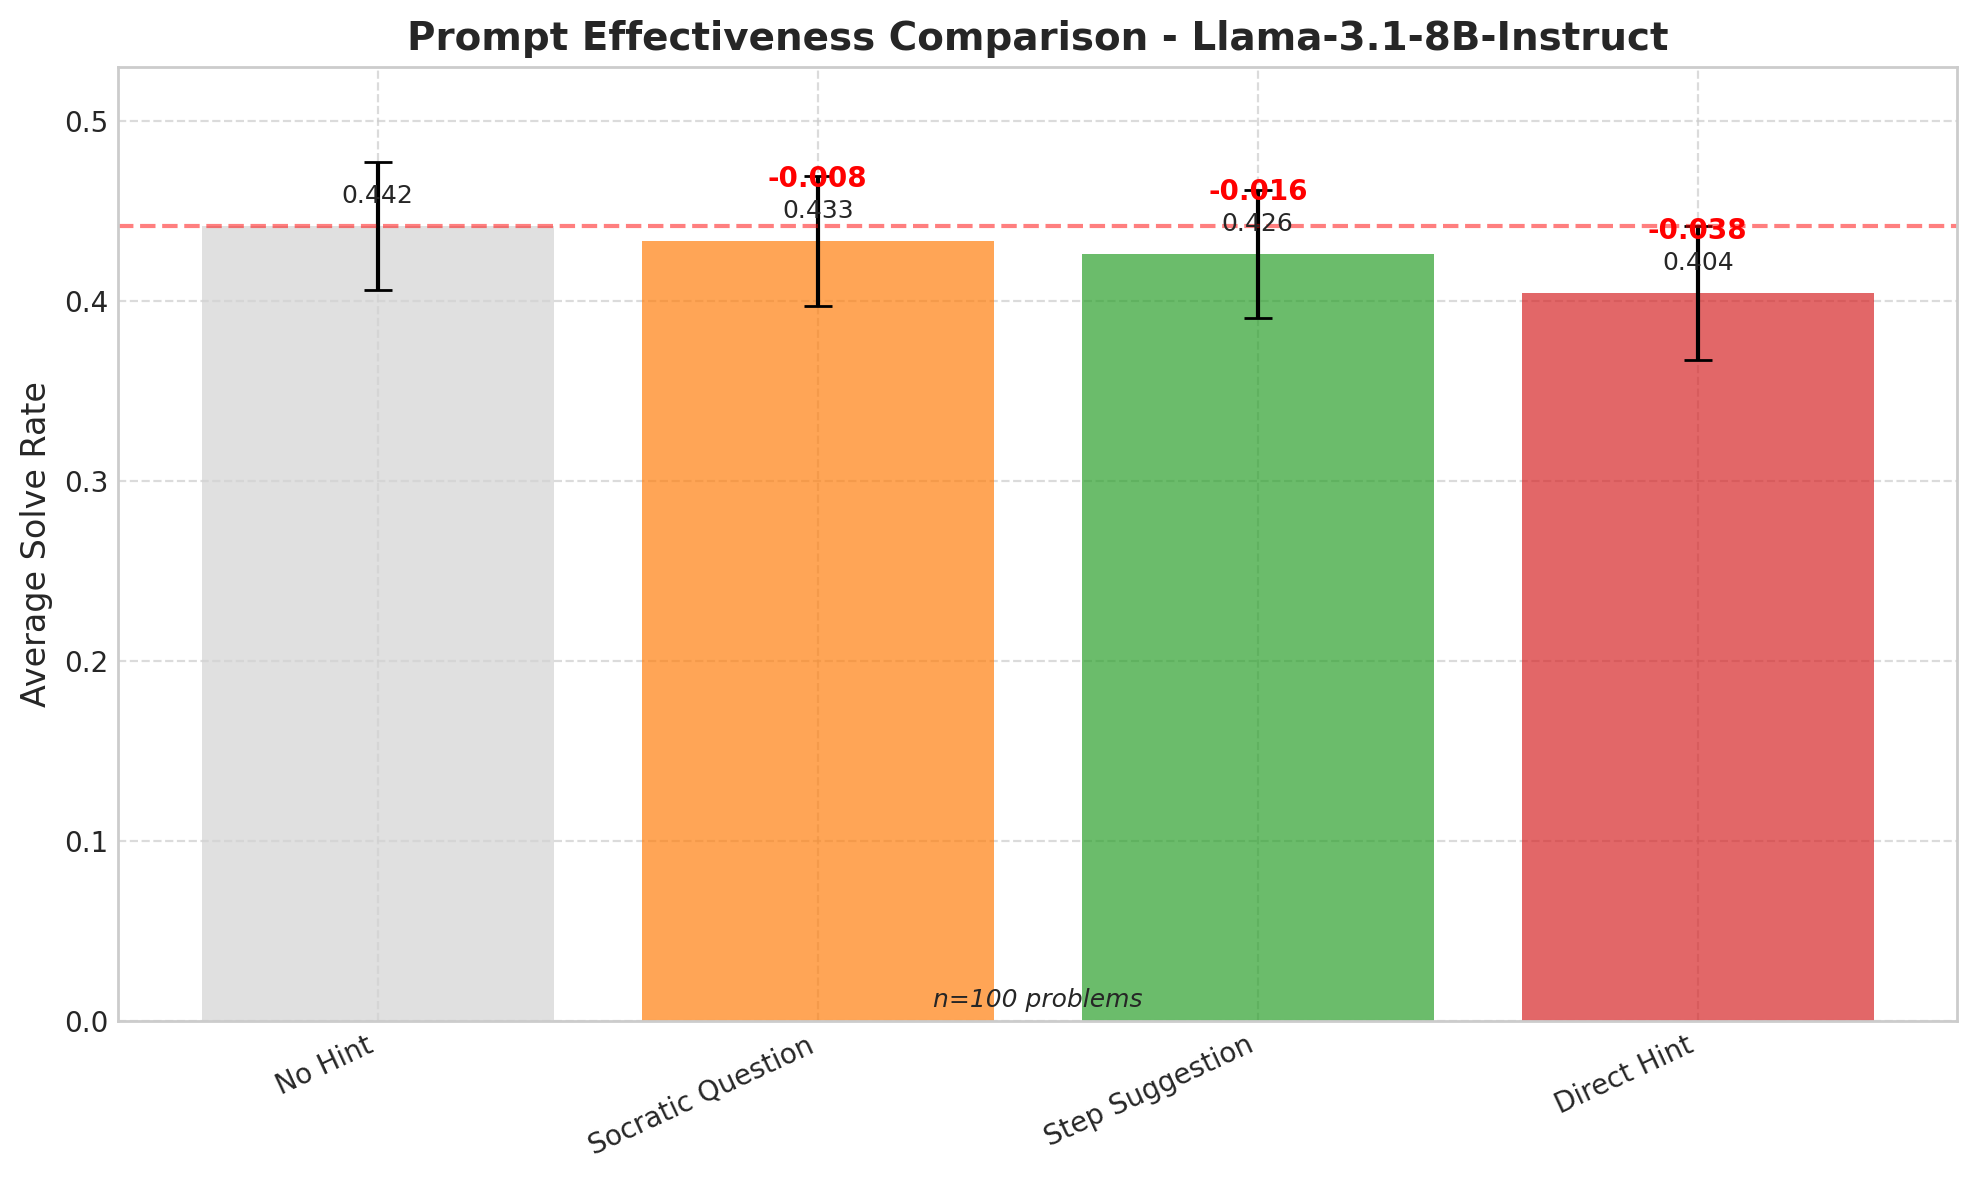 Prompt Effectiveness Comparison - Llama-3.1-8B-Instruct
Average Solve Rate
0.5
0.4
0.3
0.2
0.1
0.0
0.442
-0.008
0.433
-0.016
0.426
-0.038
0.404
n=100 problems
No Hint
Socratic Question
Step Suggestion
Direct Hint